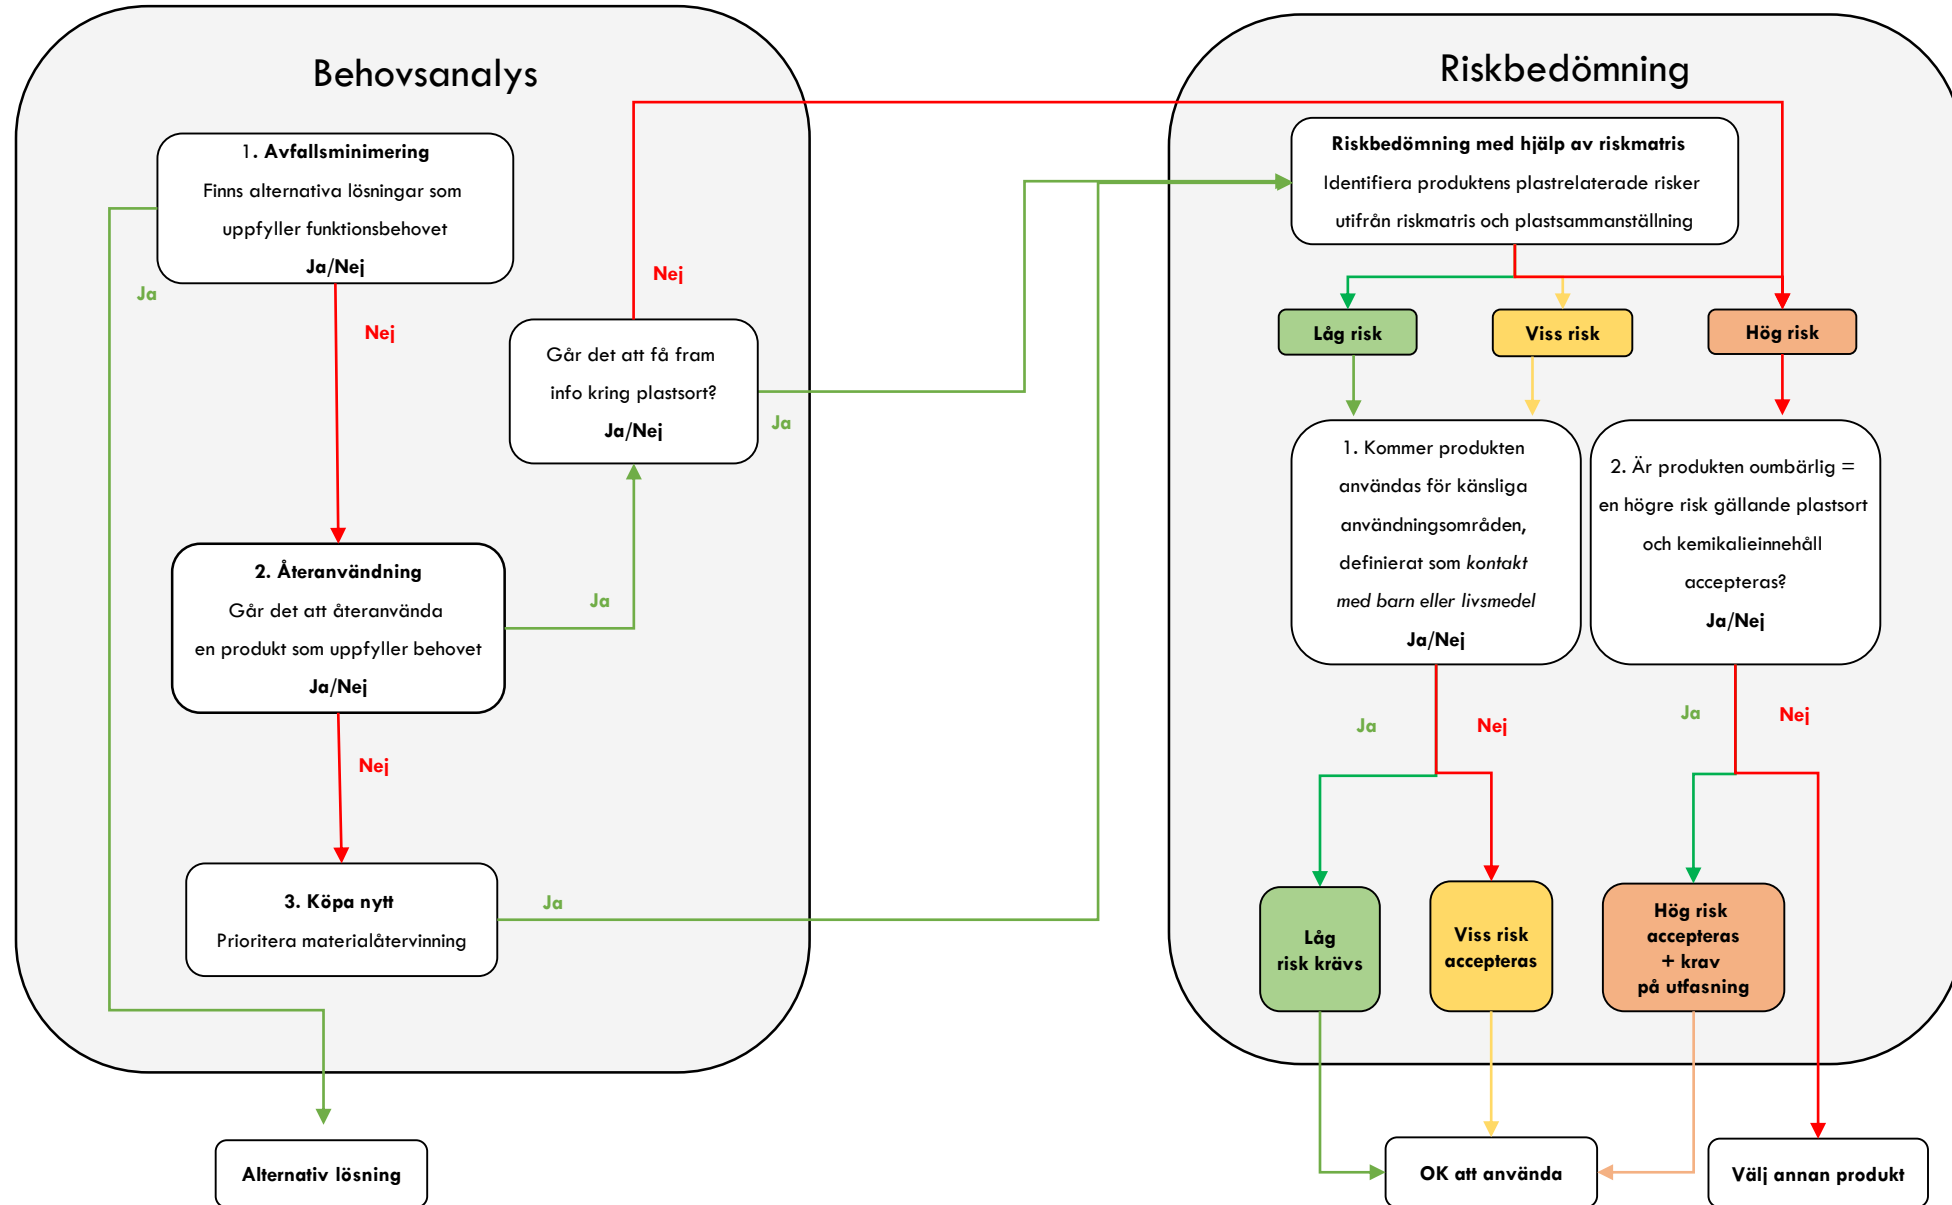 Behovsanalys
1. Avfallsminimering
Finns alternativa lösningar som
uppfyller funktionsbehovet
Ja/Nej
Ja
Nej
Nej
Går det att få fram
info kring plastsort?
Ja/Nej
Ja
2. Återanvändning
Går det att återanvända
en produkt som uppfyller behovet
Ja/Nej
Ja
Nej
3. Köpa nytt
Prioritera materialåtervinning
Ja
Alternativ lösning
Riskbedömning
Riskbedömning med hjälp av riskmatris
Identifiera produktens plastrelaterade risker
utifrån riskmatris och plastsammanställning
Låg risk
Viss risk
Hög risk
1. Kommer produkten
användas för känsliga
användningsområden,
definierat som kontakt
med barn eller livsmedel
Ja/Nej
2. Är produkten oumbärlig =
en högre risk gällande plastsort
och kemikalieinnehåll
accepteras?
Ja/Nej
Ja
Nej
Ja
Nej
Låg
risk krävs
Viss risk
accepteras
Hög risk
accepteras
+ krav
på utfasning
OK att använda
Välj annan produkt